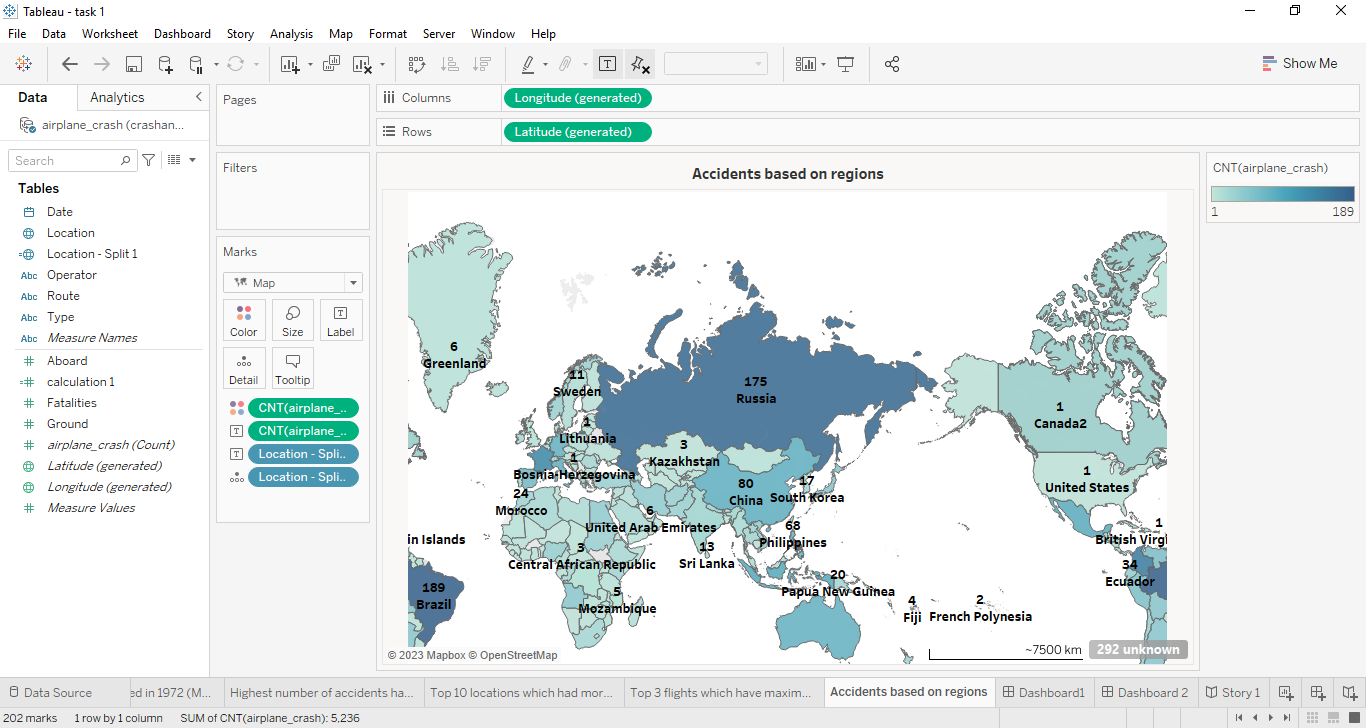 Tableau - task 1
File Data Worksheet Dashboard Story Analysis Map Format Server Window Help
Show Me
Data Analytics
airplane_crash (crashan...
Search
Tables
Date
Location
Location - Split 1
Abc Operator
Abc Route
Abc Type
Abc Measure Names
Aboard
calculation 1
Fatalities
Ground
airplane_crash (Count)
Latitude (generated)
Longitude (generated)
Measure Values
Pages
Filters
Marks
Map
Color Size Label
Detail Tooltip
CNT(airplane_..
CNT(airplane_..
Location - Spli..
Location - Spli..
Columns Longitude (generated)
Rows Latitude (generated)
Accidents based on regions
6
Greenland
11
Sweden
1
Lithuania
1
Bosnia-Herzegovina
175
Russia
3
Kazakhstan
80
China
17
South Korea
24
Morocco
6
United Arab Emirates
68
Philippines
13
Sri Lanka
3
Central African Republic
in Islands
189
Brazil
5
Mozambique
20
Papua New Guinea
4
Fiji
2
French Polynesia
1
Canada2
1
United States
1
British Virgi
34
Ecuador
© 2023 Mapbox © OpenStreetMap
~7500 km
292 unknown
CNT(airplane_crash)
1 189
Data Source
ed in 1972 (M...
Highest number of accidents ha...
Top 10 locations which had mor...
Top 3 flights which have maxim...
Accidents based on regions
Dashboard1
Dashboard 2
Story 1
202 marks 1 row by 1 column SUM of CNT(airplane_crash): 5,236